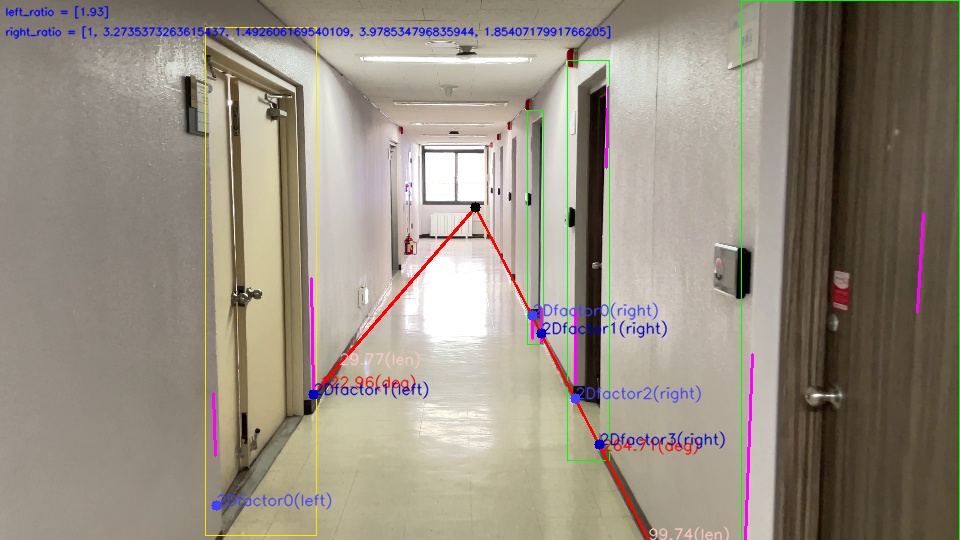 left_ratio = [1.93]
right_ratio = [1, 3.2735373263615437, 1.492606169540109, 3.978534796835944, 1.8540717991766205]
2Dfactor0(right)
2Dfactor1(right)
29.77(len)
22.96(deg)
2Dfactor1(left)
2Dfactor2(right)
2Dfactor3(right)
264.71(deg)
2Dfactor0(left)
99.74(len)